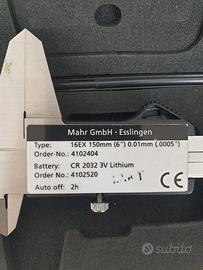 Mahr GmbH · Esslingen
Type: 16EX 150mm (6") 0.01mm (.0005")
Order-No.: 4102404
Battery: CR 2032 3V Lithium
Order-No.: 4102520
Auto off: 2h
subito